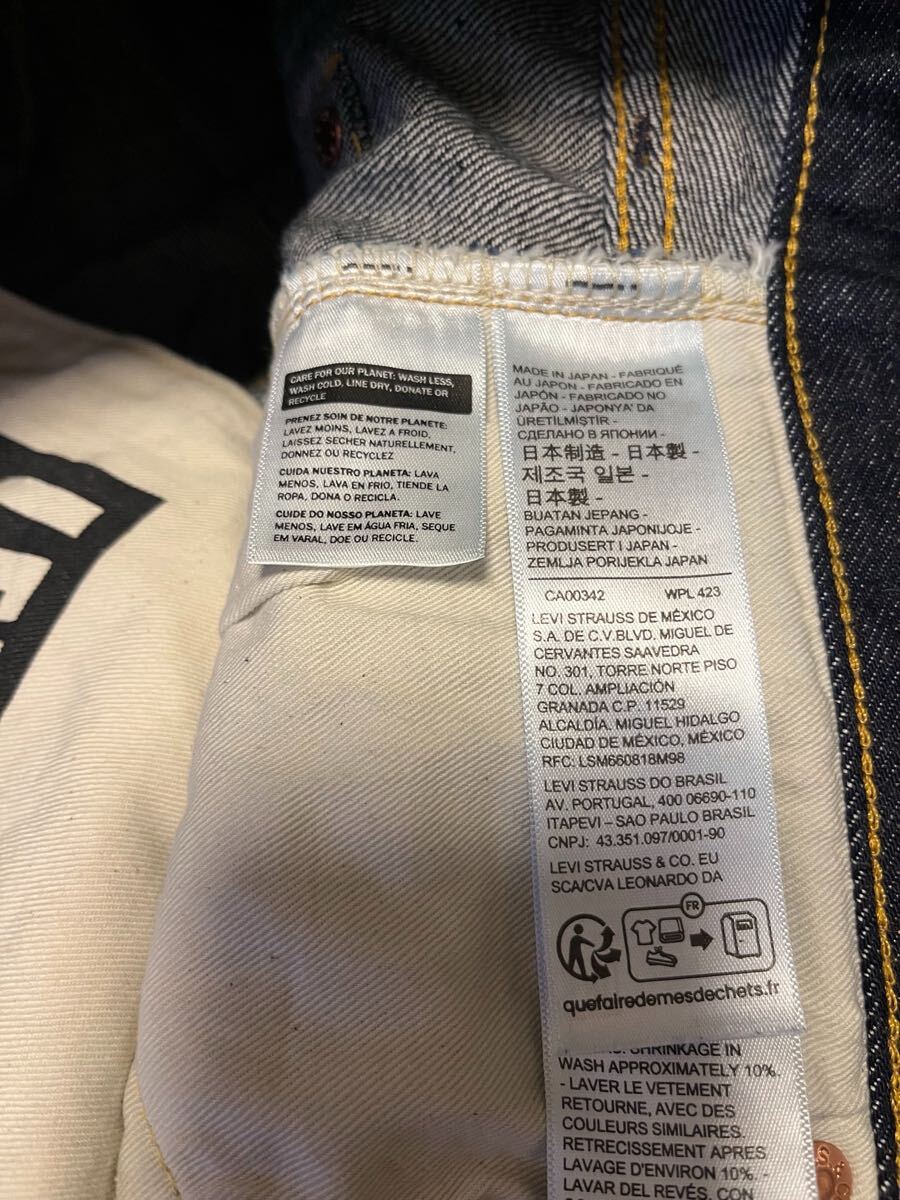 CARE FOR OUR PLANET: WASH LESS,
WASH COLD, LINE DRY, DONATE OR
RECYCLE
PRENEZ SOIN DE NOTRE PLANETE:
LAVEZ MOINS, LAVEZ A FROID,
LAISSEZ SECHER NATURELLEMENT,
DONNEZ OU RECYCLEZ
CUIDA NUESTRO PLANETA: LAVA
MENOS, LAVA EN FRIO, TIENDE LA
ROPA, DONA O RECICLA.
CUIDE DO NOSSO PLANETA: LAVE
MENOS, LAVE EM ÁGUA FRIA, SEQUE
EM VARAL, DOE OU RECICLE.
MADE IN JAPAN - FABRIQUÉ
AU JAPON - FABRICADO EN
JAPÓN - FABRICADO NO
JAPÃO - JAPONYA' DA
ÜRETİLMİŞTİR -
СДЕЛАНО В ЯПОНИИ -
日本制造 - 日本製 -
제조국 일본 -
日本製 -
BUATAN JEPANG -
PAGAMINTA JAPONIJOJE -
PRODUSERT I JAPAN -
ZEMLJA PORIJEKLA JAPAN
CA00342 WPL 423
LEVI STRAUSS DE MÉXICO
S.A. DE C.V.BLVD. MIGUEL DE
CERVANTES SAAVEDRA
NO. 301, TORRE NORTE PISO
7 COL. AMPLIACIÓN
GRANADA C.P. 11529
ALCALDÍA. MIGUEL HIDALGO
CIUDAD DE MÉXICO, MÉXICO
RFC: LSM660818M98
LEVI STRAUSS DO BRASIL
AV. PORTUGAL, 400 06690-110
ITAPEVI – SAO PAULO BRASIL
CNPJ: 43.351.097/0001-90
LEVI STRAUSS & CO. EU
SCA/CVA LEONARDO DA
FR
quefairedemesdechets.fr
SHRINKAGE IN
WASH APPROXIMATELY 10%.
- LAVER LE VETEMENT
RETOURNE, AVEC DES
COULEURS SIMILAIRES.
RETRECISSEMENT APRES
LAVAGE D'ENVIRON 10%. -
LAVAR DEL REVÉS, CON